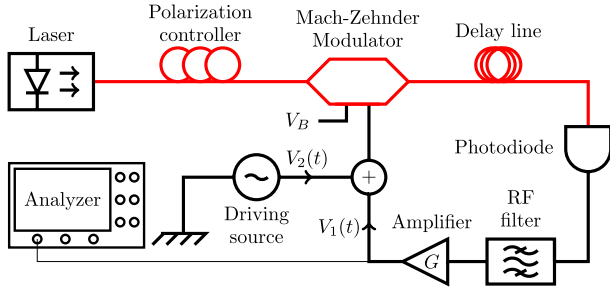 Laser
Polarization
controller
Mach-Zehnder
Modulator
Delay line
V_B
Photodiode
V_2(t)
+
Analyzer
Driving
source
V_1(t)
Amplifier
G
RF
filter